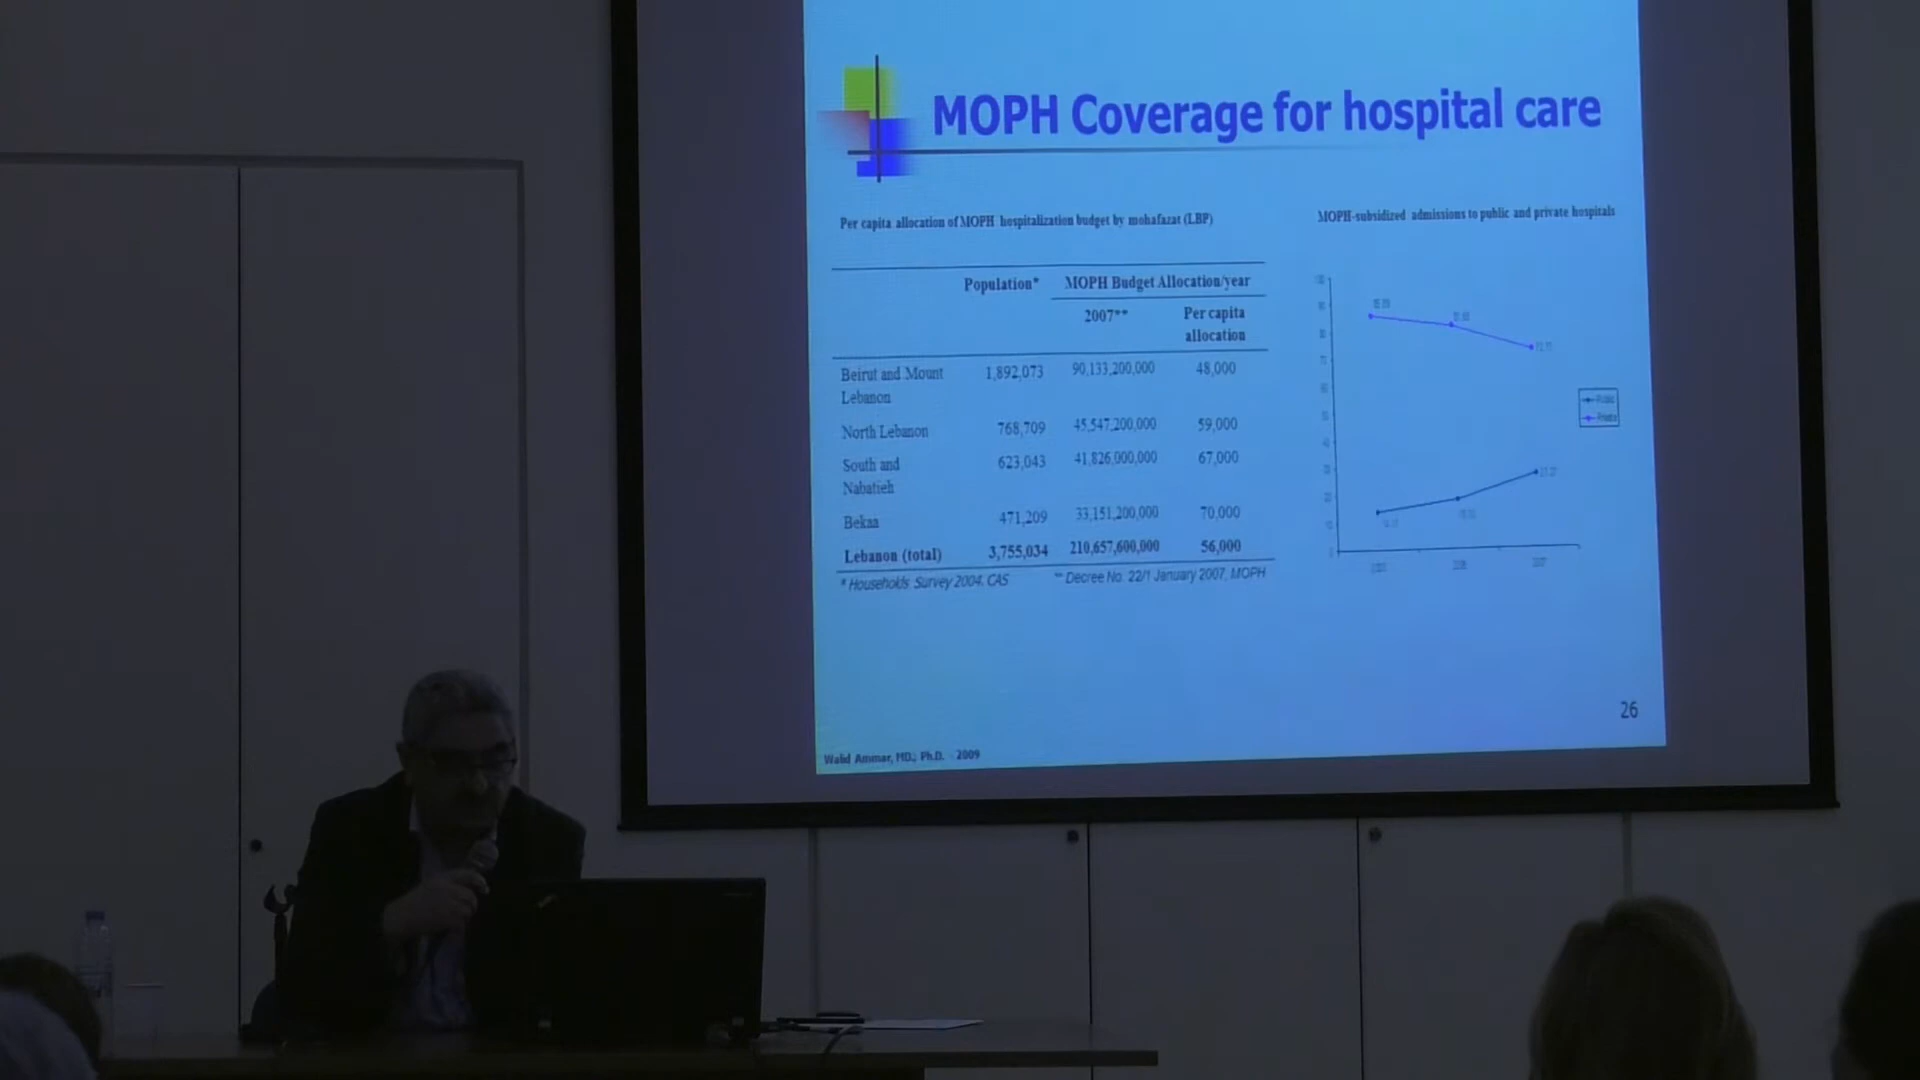 MOPH Coverage for hospital care
Per capita allocation of MOPH hospitalization budget by mohafazat (LBP)
Population* MOPH Budget Allocation/year
2007** Per capita allocation
Beirut and Mount Lebanon 1,892,073 90,133,200,000 48,000
North Lebanon 768,709 45,547,200,000 59,000
South and Nabatieh 623,043 41,826,000,000 67,000
Bekaa 471,209 33,151,200,000 70,000
Lebanon (total) 3,755,034 210,657,600,000 56,000
* Households Survey 2004, CAS ** Decree No. 22/1 January 2007, MOPH
MOPH-subsidized admissions to public and private hospitals
Public
Private
2007
26
Walid Ammar, MD., Ph.D. - 2009